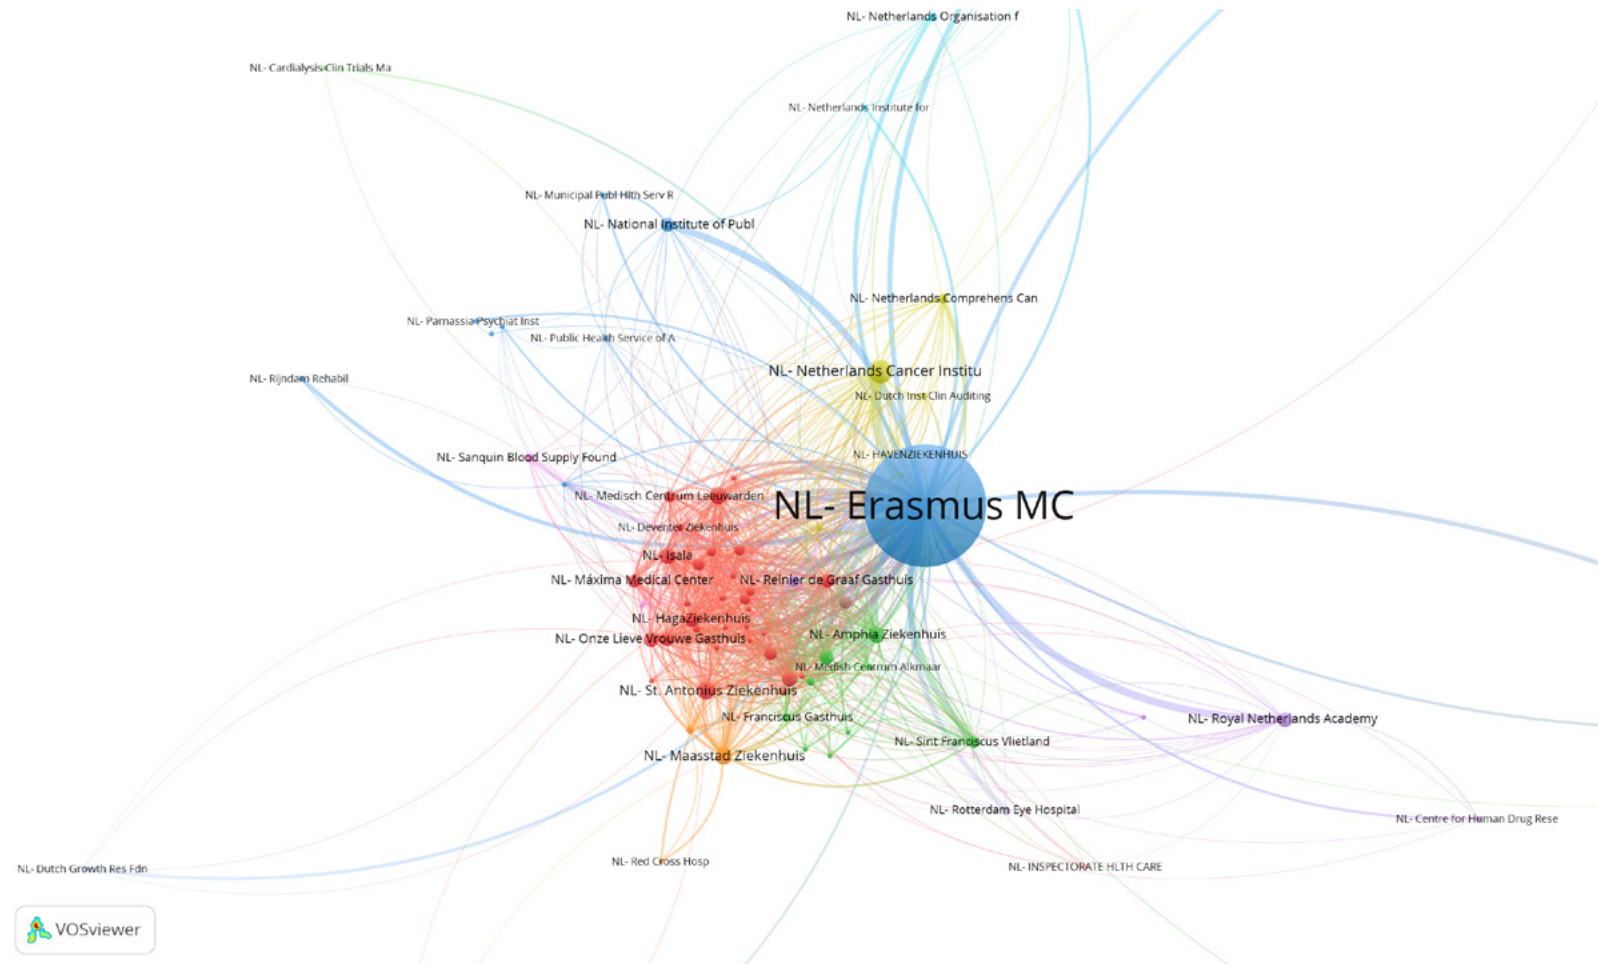 NL- Netherlands Organisation f
NL- Cardialysis Clin Trials Ma
NL- Netherlands Institute for
NL- Municipal Publ Hlth Serv R
NL- National Institute of Publ
NL- Netherlands Comprehens Can
NL- Parnassia Psychiat Inst
NL- Public Health Service of A
NL- Netherlands Cancer Institu
NL- Rijndam Rehabil
NL- Dutch Inst Clin Auditing
NL- HAVENZIEKENHUIS
NL- Sanquin Blood Supply Found
NL- Medisch Centrum Leeuwarden
NL- Erasmus MC
NL- Deventer Ziekenhuis
NL- Isala
NL- Máxima Medical Center
NL- Reinier de Graaf Gasthuis
NL- HagaZiekenhuis
NL- Onze Lieve Vrouwe Gasthuis
NL- Amphia Ziekenhuis
NL- Medish Centrum Alkmaar
NL- St. Antonius Ziekenhuis
NL- Franciscus Gasthuis
NL- Royal Netherlands Academy
NL- Sint Franciscus Vlietland
NL- Maasstad Ziekenhuis
NL- Rotterdam Eye Hospital
NL- Centre for Human Drug Rese
NL- Red Cross Hosp
NL- INSPECTORATE HLTH CARE
NL- Dutch Growth Res Fdn
VOSviewer